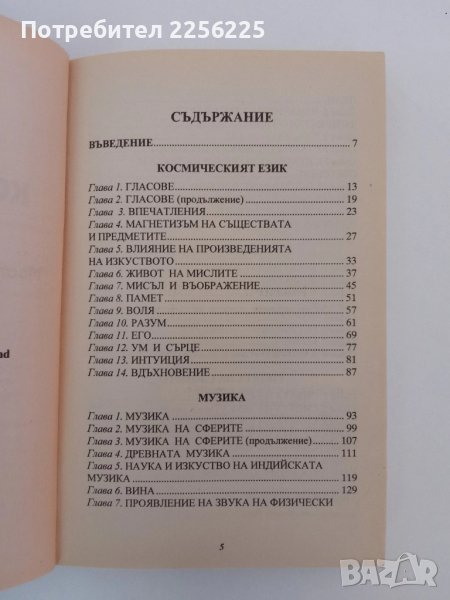 Потребител 2256225
СЪДЪРЖАНИЕ
ВЪВЕДЕНИЕ 7
КОСМИЧЕСКИЯТ ЕЗИК
Глава 1. ГЛАСОВЕ 13
Глава 2. ГЛАСОВЕ (продължение) 19
Глава 3. ВПЕЧАТЛЕНИЯ 23
Глава 4. МАГНЕТИЗЪМ НА СЪЩЕСТВАТА
И ПРЕДМЕТИТЕ 27
Глава 5. ВЛИЯНИЕ НА ПРОИЗВЕДЕНИЯТА
НА ИЗКУСТВОТО 33
Глава 6. ЖИВОТ НА МИСЛИТЕ 37
Глава 7. МИСЪЛ И ВЪОБРАЖЕНИЕ 45
Глава 8. ПАМЕТ 51
Глава 9. ВОЛЯ 57
Глава 10. РАЗУМ 61
Глава 11. ЕГО 69
Глава 12. УМ И СЪРЦЕ 77
Глава 13. ИНТУИЦИЯ 81
Глава 14. ВДЪХНОВЕНИЕ 87
МУЗИКА
Глава 1. МУЗИКА 93
Глава 2. МУЗИКА НА СФЕРИТЕ 99
Глава 3. МУЗИКА НА СФЕРИТЕ (продължение) 107
Глава 4. ДРЕВНАТА МУЗИКА 111
Глава 5. НАУКА И ИЗКУСТВО НА ИНДИЙСКАТА
МУЗИКА 119
Глава 6. ВИНА 129
Глава 7. ПРОЯВЛЕНИЕ НА ЗВУКА НА ФИЗИЧЕСКИ
5
bazar.bg